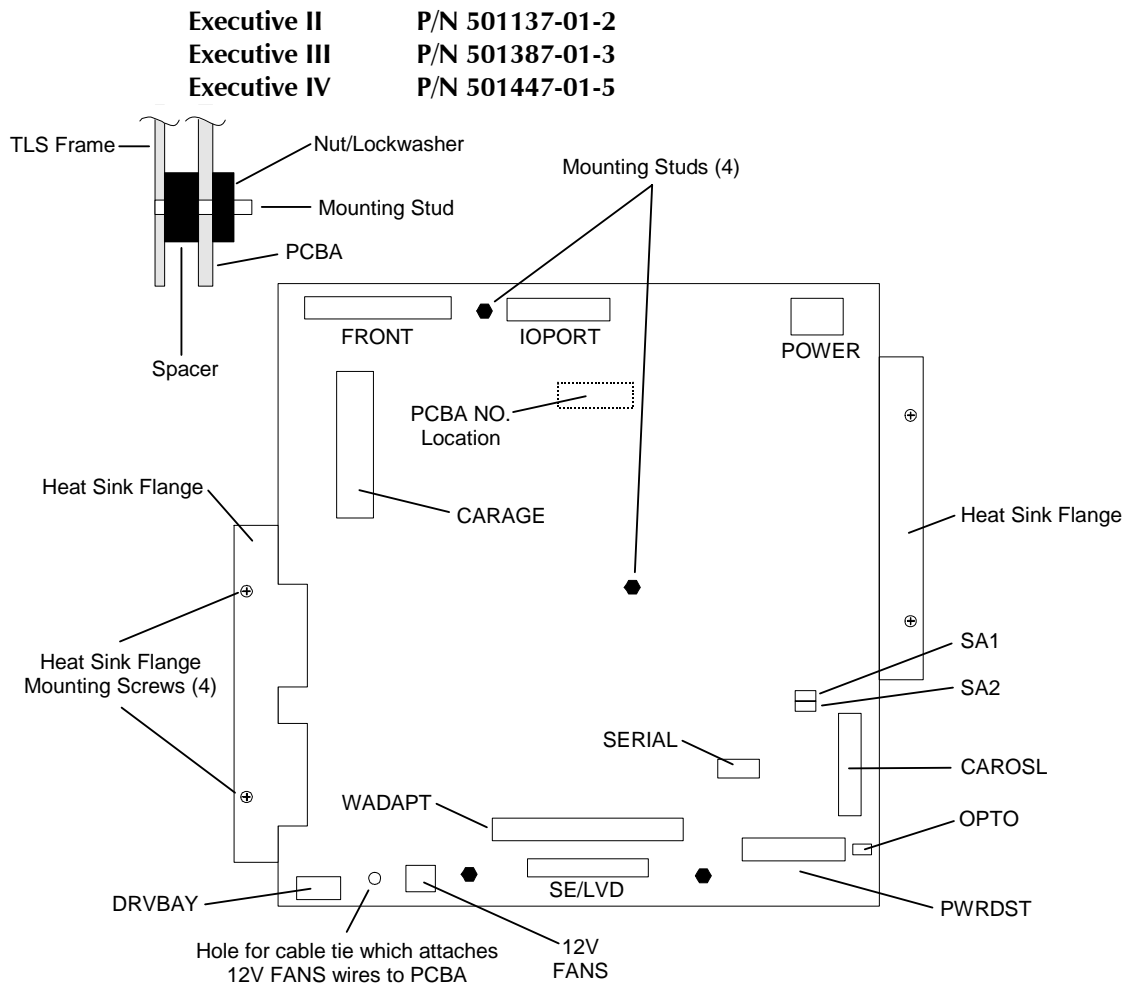 Executive II P/N 501137-01-2
Executive III P/N 501387-01-3
Executive IV P/N 501447-01-5
TLS Frame
Nut/Lockwasher
Mounting Studs (4)
Mounting Stud
PCBA
Spacer
FRONT
IOPORT
POWER
PCBA NO.
Location
CARAGE
Heat Sink Flange
Heat Sink Flange
Heat Sink Flange
Mounting Screws (4)
SA1
SA2
SERIAL
CAROSL
WADAPT
OPTO
SE/LVD
DRVBAY
PWRDST
Hole for cable tie which attaches
12V FANS wires to PCBA
12V
FANS